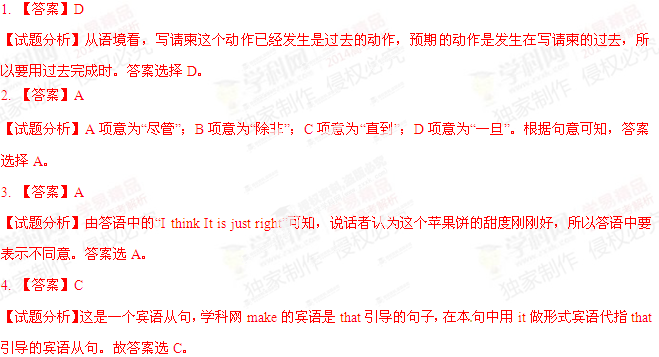 1. 【答案】D
【试题分析】从语境看，写请柬这个动作已经发生是过去的动作，预期的动作是发生在写请柬的过去，所
以要用过去完成时。答案选择 D。
2. 【答案】A
【试题分析】A 项意为“尽管”；B 项意为“除非”；C 项意为“直到”；D 项意为“一旦”。根据句意可知，答案
选择 A。
3. 【答案】A
【试题分析】由答语中的“I think It is just right”可知，说话者认为这个苹果饼的甜度刚刚好，所以答语中要
表示不同意。答案选 A。
4. 【答案】C
【试题分析】这是一个宾语从句，学科网 make 的宾语是 that 引导的句子，在本句中用 it 做形式宾语代指 that
引导的宾语从句。故答案选 C。